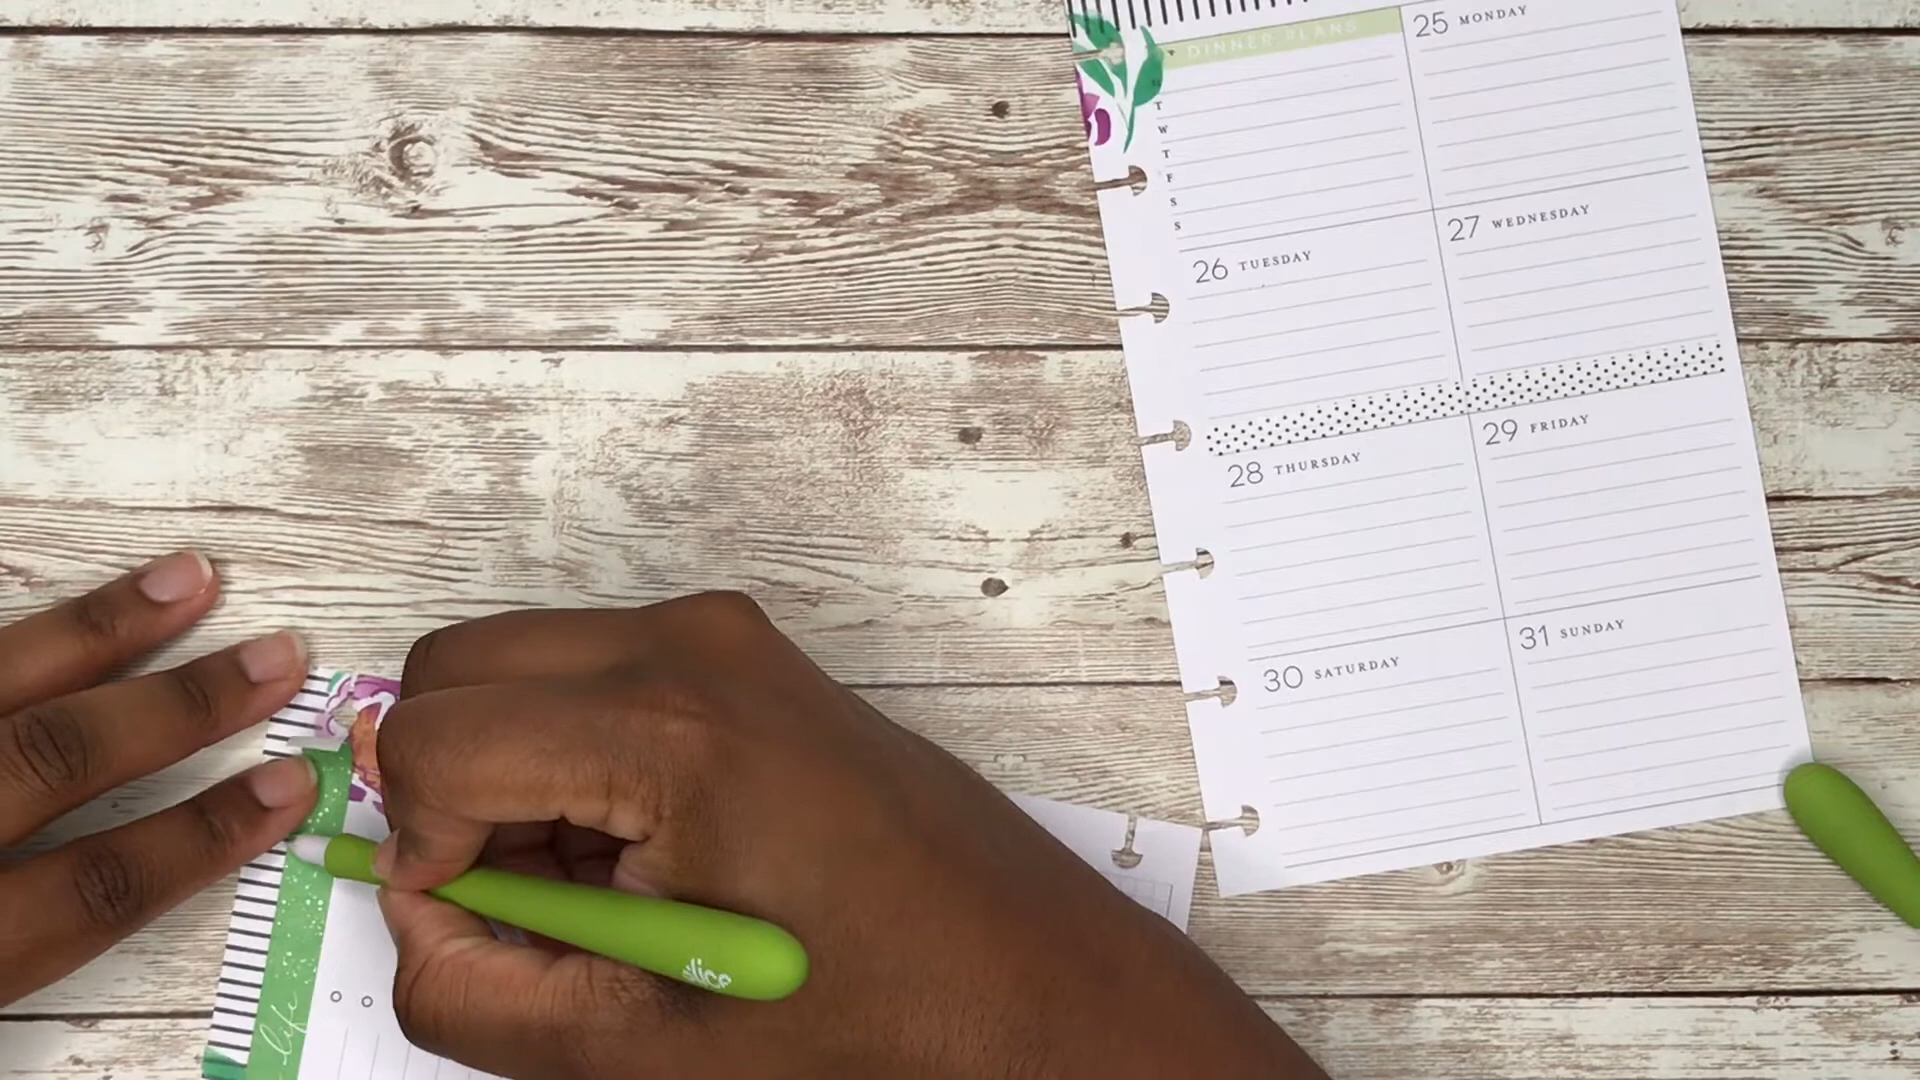 DINNER PLANS
25 MONDAY
T
W
T
F
S
S
26 TUESDAY
27 WEDNESDAY
28 THURSDAY
29 FRIDAY
30 SATURDAY
31 SUNDAY
slice
life